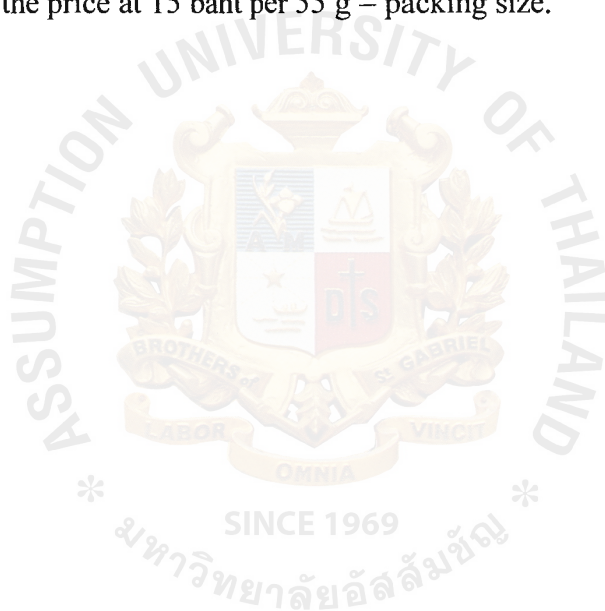 the price at 15 baht per 55 g – packing size.
ASSUMPTION UNIVERSITY OF THAILAND
A M
D S
BROTHERS of St GABRIEL
LABOR OMNIA VINCIT
SINCE 1969
* มหาวิทยาลัยอัสสัมชัญ *